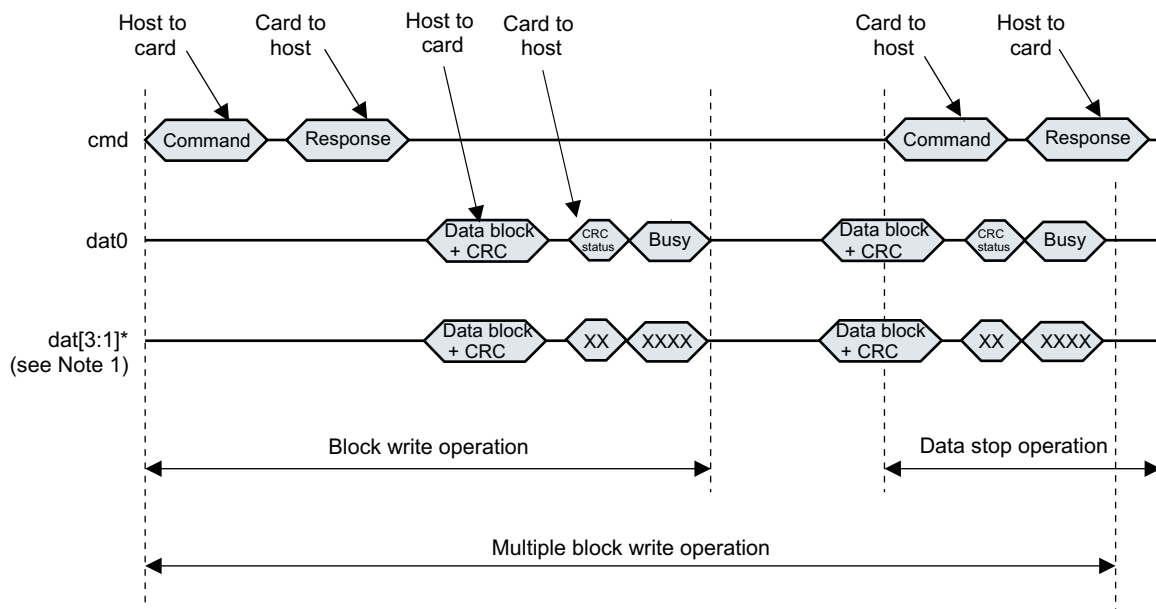 Host to
card
Card to
host
Host to
card
Card to
host
Card to
host
Host to
card
cmd
Command
Response
Command
Response
dat0
Data block
+ CRC
CRC
status
Busy
Data block
+ CRC
CRC
status
Busy
dat[3:1]*
(see Note 1)
Data block
+ CRC
XX
XXXX
Data block
+ CRC
XX
XXXX
Block write operation
Data stop operation
Multiple block write operation